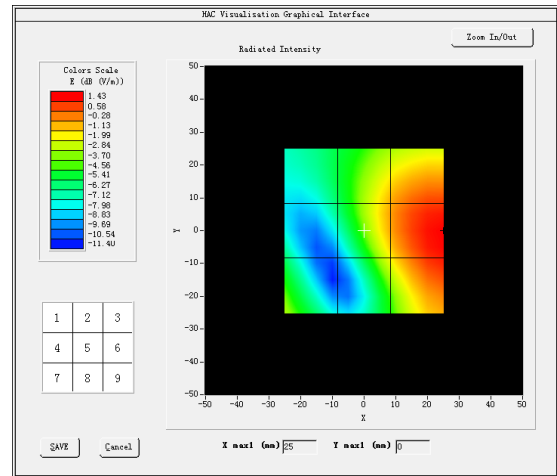 HAC Visualisation Graphical Interface
Zoom In/Out
Radiated Intensity
Colors Scale
E (dB (V/m))
1.43
0.58
-0.28
-1.13
-1.99
-2.84
-3.70
-4.56
-5.41
-6.27
-7.12
-7.98
-8.83
-9.69
-10.54
-11.40
50
40
30
20
10
0
-10
-20
-30
-40
-50
Y
-50 -40 -30 -20 -10 0 10 20 30 40 50
X
1 2 3
4 5 6
7 8 9
SAVE Cancel
X max1 (mm) 25 Y max1 (mm) 0